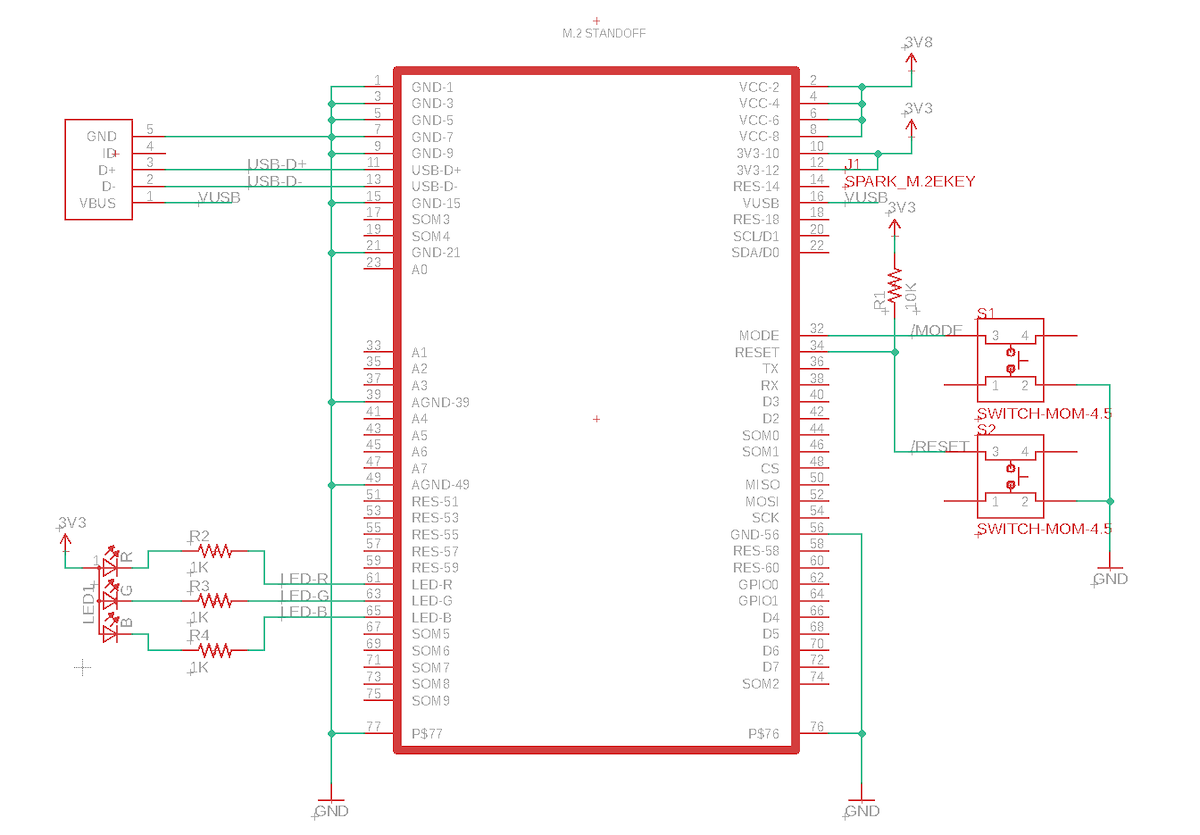 M.2 STANDOFF
3V8
3V3
GND 5
ID 4
D+ 3
D- 2
VBUS 1
USB-D+
USB-D-
VUSB
1 GND-1
3 GND-3
5 GND-5
7 GND-7
9 GND-9
11 USB-D+
13 USB-D-
15 GND-15
17 SOM3
19 SOM4
21 GND-21
23 A0
33 A1
35 A2
37 A3
39 AGND-39
41 A4
43 A5
45 A6
47 A7
49 AGND-49
51 RES-51
53 RES-53
55 RES-55
57 RES-57
59 RES-59
61 LED-R
63 LED-G
65 LED-B
67 SOM5
69 SOM6
71 SOM7
73 SOM8
75 SOM9
77 P$77
VCC-2 2
VCC-4 4
VCC-6 6
VCC-8 8
3V3-10 10
3V3-12 12
RES-14 14
VUSB 16
RES-18 18
SCL/D1 20
SDA/D0 22
MODE 32
RESET 34
TX 36
RX 38
D3 40
D2 42
SOM0 44
SOM1 46
CS 48
MISO 50
MOSI 52
SCK 54
GND-56 56
RES-58 58
RES-60 60
GPIO0 62
GPIO1 64
D4 66
D5 68
D6 70
D7 72
SOM2 74
P$76 76
J1
SPARK_M.2EKEY
VUSB
3V3
R1
10K
/MODE
S1
3 4
1 2
SWITCH-MOM-4.5
/RESET
S2
3 4
1 2
SWITCH-MOM-4.5
GND
3V3
1
LED1
R
G
B
R2
1K
R3
1K
R4
1K
LED-R
LED-G
LED-B
GND
GND